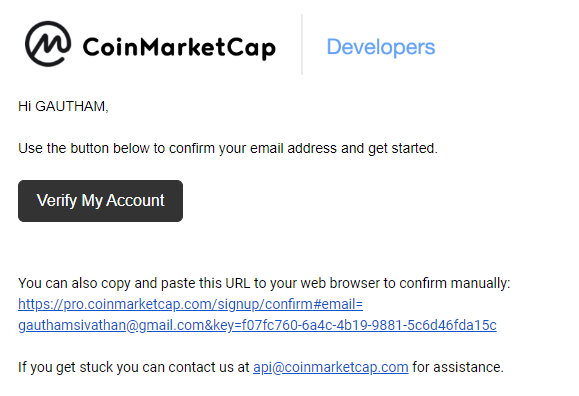 CoinMarketCap Developers
Hi GAUTHAM,
Use the button below to confirm your email address and get started.
Verify My Account
You can also copy and paste this URL to your web browser to confirm manually:
https://pro.coinmarketcap.com/signup/confirm#email=
gauthamsivathan@gmail.com&key=f07fc760-6a4c-4b19-9881-5c6d46fda15c
If you get stuck you can contact us at api@coinmarketcap.com for assistance.